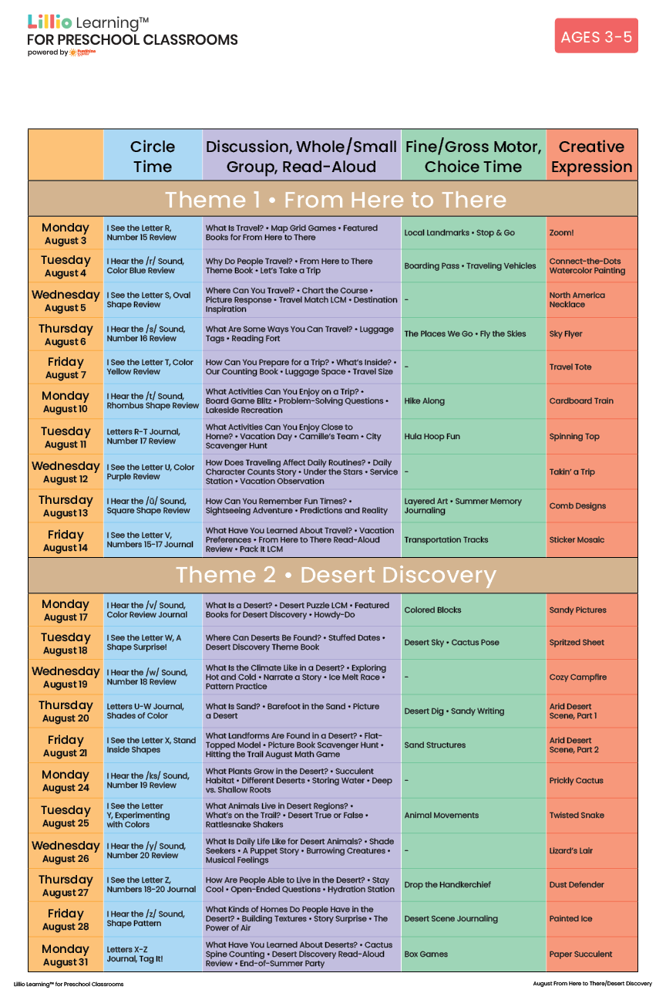 Lillio Learning™
FOR PRESCHOOL CLASSROOMS
powered by FunShine Express
AGES 3-5
Circle
Time
Discussion, Whole/Small
Group, Read-Aloud
Fine/Gross Motor,
Choice Time
Creative
Expression
Theme 1 • From Here to There
Monday
August 3
I See the Letter R,
Number 15 Review
What Is Travel? • Map Grid Games • Featured
Books for From Here to There
Local Landmarks • Stop & Go
Zoom!
Tuesday
August 4
I Hear the /r/ Sound,
Color Blue Review
Why Do People Travel? • From Here to There
Theme Book • Let's Take a Trip
Boarding Pass • Traveling Vehicles
Connect-the-Dots
Watercolor Painting
Wednesday
August 5
I See the Letter S, Oval
Shape Review
Where Can You Travel? • Chart the Course •
Picture Response • Travel Match LCM • Destination
Inspiration
-
North America
Necklace
Thursday
August 6
I Hear the /s/ Sound,
Number 16 Review
What Are Some Ways You Can Travel? • Luggage
Tags • Reading Fort
The Places We Go • Fly the Skies
Sky Flyer
Friday
August 7
I See the Letter T, Color
Yellow Review
How Can You Prepare for a Trip? • What's Inside? •
Our Counting Book • Luggage Space • Travel Size
-
Travel Tote
Monday
August 10
I Hear the /t/ Sound,
Rhombus Shape Review
What Activities Can You Enjoy on a Trip? •
Board Game Blitz • Problem-Solving Questions •
Lakeside Recreation
Hike Along
Cardboard Train
Tuesday
August 11
Letters R-T Journal,
Number 17 Review
What Activities Can You Enjoy Close to
Home? • Vacation Day • Camille's Team • City
Scavenger Hunt
Hula Hoop Fun
Spinning Top
Wednesday
August 12
I See the Letter U, Color
Purple Review
How Does Traveling Affect Daily Routines? • Daily
Character Counts Story • Under the Stars • Service
Station • Vacation Observation
-
Takin' a Trip
Thursday
August 13
I Hear the /ŭ/ Sound,
Square Shape Review
How Can You Remember Fun Times? •
Sightseeing Adventure • Predictions and Reality
Layered Art • Summer Memory
Journaling
Comb Designs
Friday
August 14
I See the Letter V,
Numbers 15-17 Journal
What Have You Learned About Travel? • Vacation
Preferences • From Here to There Read-Aloud
Review • Pack It LCM
Transportation Tracks
Sticker Mosaic
Theme 2 • Desert Discovery
Monday
August 17
I Hear the /v/ Sound,
Color Review Journal
What Is a Desert? • Desert Puzzle LCM • Featured
Books for Desert Discovery • Howdy-Do
Colored Blocks
Sandy Pictures
Tuesday
August 18
I See the Letter W, A
Shape Surprise!
Where Can Deserts Be Found? • Stuffed Dates •
Desert Discovery Theme Book
Desert Sky • Cactus Pose
Spritzed Sheet
Wednesday
August 19
I Hear the /w/ Sound,
Number 18 Review
What Is the Climate Like in a Desert? • Exploring
Hot and Cold • Narrate a Story • Ice Melt Race •
Pattern Practice
-
Cozy Campfire
Thursday
August 20
Letters U-W Journal,
Shades of Color
What Is Sand? • Barefoot in the Sand • Picture
a Desert
Desert Dig • Sandy Writing
Arid Desert
Scene, Part 1
Friday
August 21
I See the Letter X, Stand
Inside Shapes
What Landforms Are Found in a Desert? • Flat-
Topped Model • Picture Book Scavenger Hunt •
Hitting the Trail August Math Game
Sand Structures
Arid Desert
Scene, Part 2
Monday
August 24
I Hear the /ks/ Sound,
Number 19 Review
What Plants Grow in the Desert? • Succulent
Habitat • Different Deserts • Storing Water • Deep
vs. Shallow Roots
-
Prickly Cactus
Tuesday
August 25
I See the Letter
Y, Experimenting
with Colors
What Animals Live in Desert Regions? •
What's on the Trail? • Desert True or False •
Rattlesnake Shakers
Animal Movements
Twisted Snake
Wednesday
August 26
I Hear the /y/ Sound,
Number 20 Review
What Is Daily Life Like for Desert Animals? • Shade
Seekers • A Puppet Story • Burrowing Creatures •
Musical Feelings
-
Lizard's Lair
Thursday
August 27
I See the Letter Z,
Numbers 18-20 Journal
How Are People Able to Live in the Desert? • Stay
Cool • Open-Ended Questions • Hydration Station
Drop the Handkerchief
Dust Defender
Friday
August 28
I Hear the /z/ Sound,
Shape Pattern
What Kinds of Homes Do People Have in the
Desert? • Building Textures • Story Surprise • The
Power of Air
Desert Scene Journaling
Painted Ice
Monday
August 31
Letters X-Z
Journal, Tag It!
What Have You Learned About Deserts? • Cactus
Spine Counting • Desert Discovery Read-Aloud
Review • End-of-Summer Party
Box Games
Paper Succulent
Lillio Learning™ for Preschool Classrooms
August From Here to There/Desert Discovery